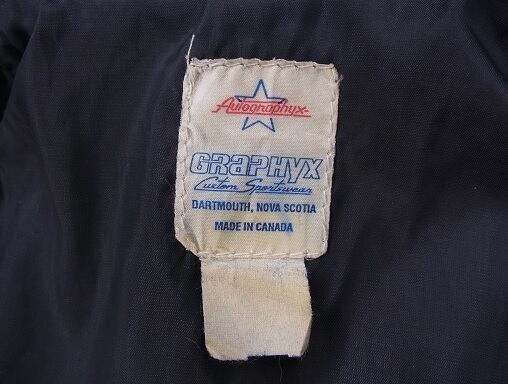 Autographyx
GRAPHYX
Custom Sportswear
DARTMOUTH, NOVA SCOTIA
MADE IN CANADA